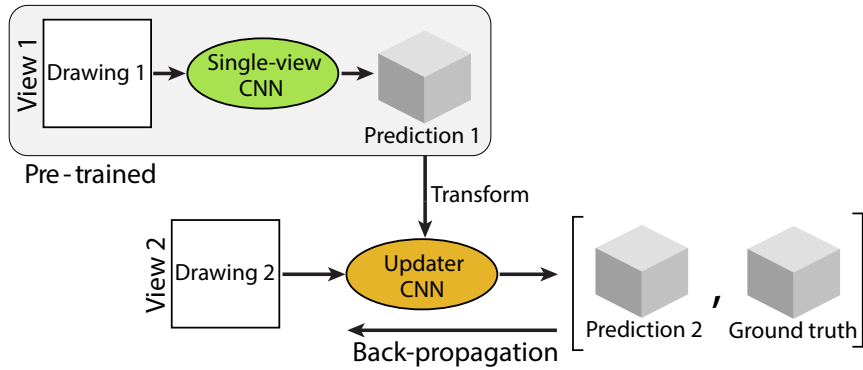 View 1
Drawing 1
Single-view
CNN
Prediction 1
Pre-trained
Transform
View 2
Drawing 2
Updater
CNN
[
Prediction 2
,
Ground truth
]
Back-propagation